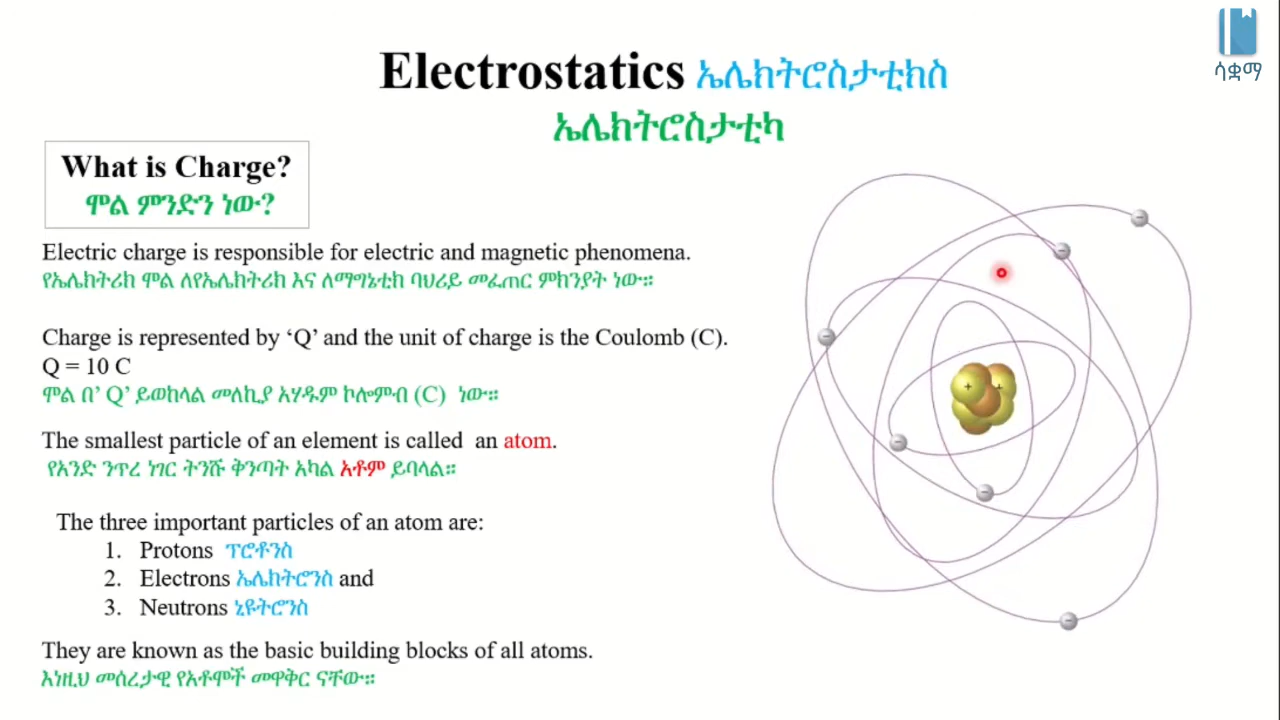 ሳቋማ
Electrostatics ኤሌክትሮስታቲክስ
ኤሌክትሮስታቲካ
What is Charge?
ሞል ምንድን ነው?
Electric charge is responsible for electric and magnetic phenomena.
የኤሌክትሪክ ሞል ለየኤሌክትሪክ እና ለማግኔቲክ ባህሪይ መፈጠር ምክንያት ነው።
Charge is represented by ‘Q’ and the unit of charge is the Coulomb (C).
Q = 10 C
ሞል በ’ Q’ ይወከላል መለኪያ አሃዱም ኮሎምብ (C) ነው።
The smallest particle of an element is called an atom.
የአንድ ንጥረ ነገር ትንሹ ቅንጣት አካል አቶም ይባላል።
The three important particles of an atom are:
1. Protons ፕሮቶንስ
2. Electrons ኤሌክትሮንስ and
3. Neutrons ኒዩትሮንስ
They are known as the basic building blocks of all atoms.
እነዚህ መሰረታዊ የአቶሞች መዋቅር ናቸው።